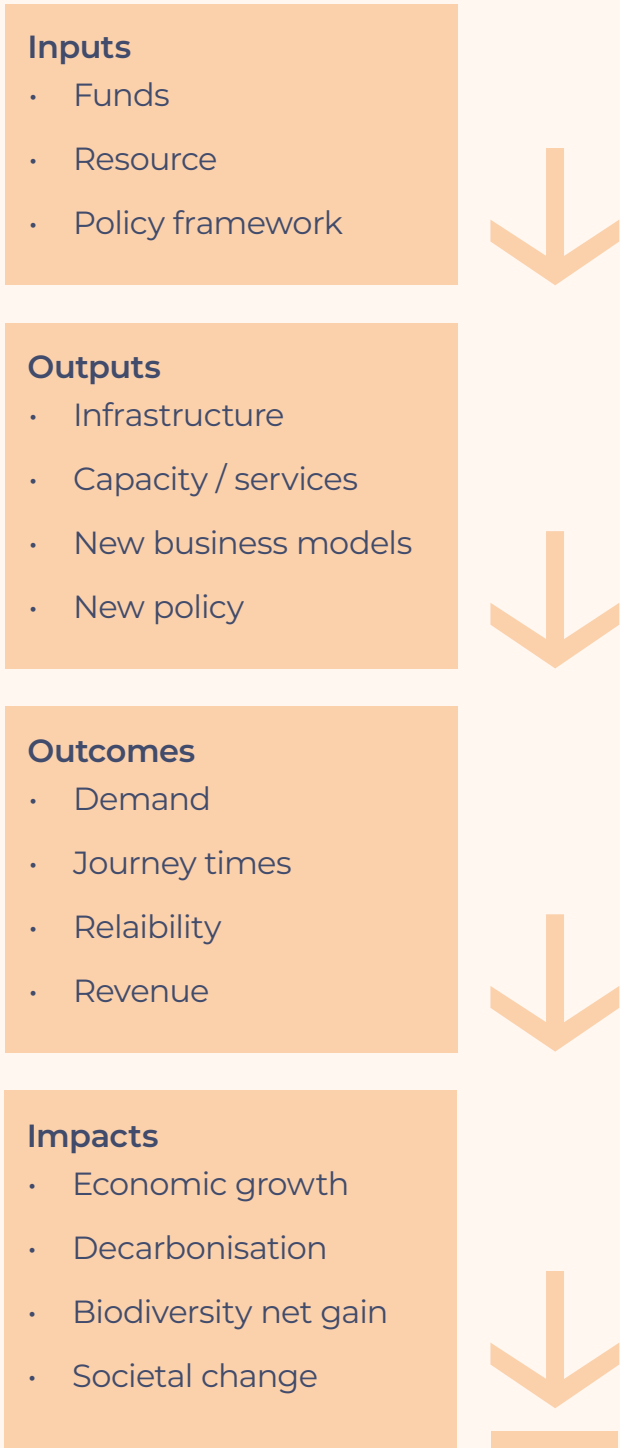 Inputs
• Funds
• Resource
• Policy framework
Outputs
• Infrastructure
• Capacity / services
• New business models
• New policy
Outcomes
• Demand
• Journey times
• Relaibility
• Revenue
Impacts
• Economic growth
• Decarbonisation
• Biodiversity net gain
• Societal change